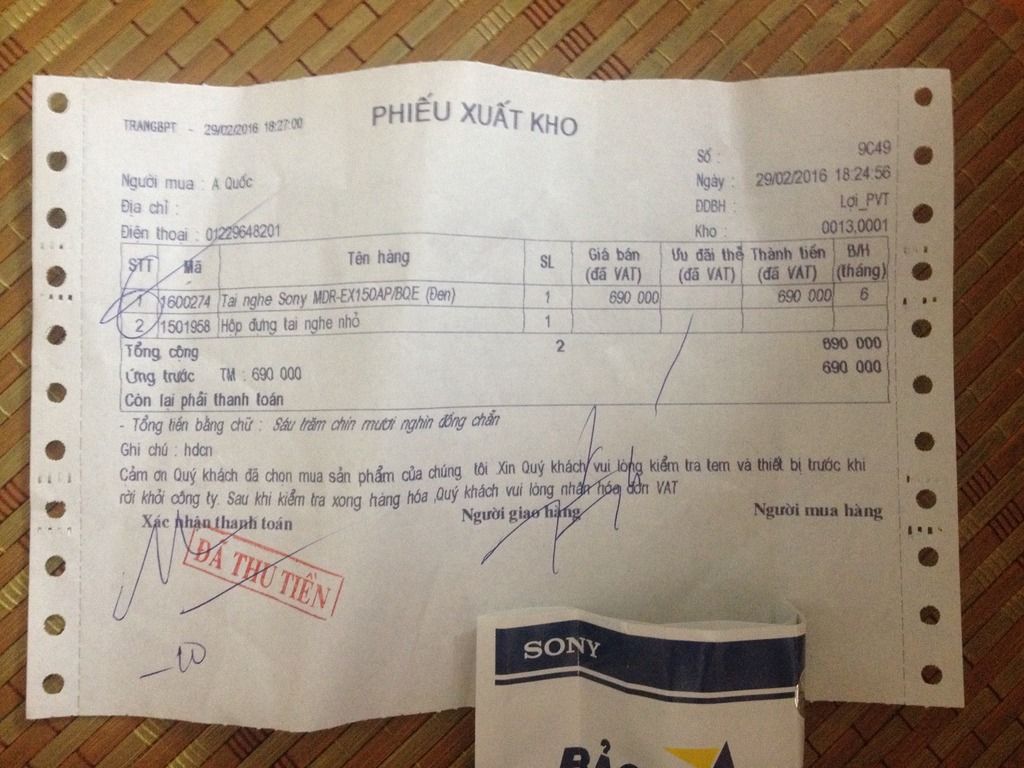 PHIẾU XUẤT KHO
TRANGBPT - 29/02/2016 18:27:00
Số : 9C49
Người mua : A Quốc
Ngày : 29/02/2016 18:24:56
Địa chỉ :
ĐDBH : Lợi_PVT
Điện thoại : 01229648201
Kho : 0013,0001
STT Mã Tên hàng SL Giá bán (đã VAT) Ưu đãi thẻ (đã VAT) Thành tiền (đã VAT) B/H (tháng)
1 1600274 Tai nghe Sony MDR-EX150AP/BQE (Đen) 1 690 000 690 000 6
2 1501958 Hộp đựng tai nghe nhỏ 1
Tổng cộng 2 690 000
Ứng trước TM : 690 000 690 000
Còn lại phải thanh toán
- Tổng tiền bằng chữ : Sáu trăm chín mươi nghìn đồng chẵn
Ghi chú : hdcn
Cảm ơn Quý khách đã chọn mua sản phẩm của chúng tôi Xin Quý khách vui lòng kiểm tra tem và thiết bị trước khi
rời khỏi công ty. Sau khi kiểm tra xong hàng hóa ,Quý khách vui lòng nhận hóa đơn VAT
Xác nhận thanh toán Người giao hàng Người mua hàng
ĐÃ THU TIỀN
SONY